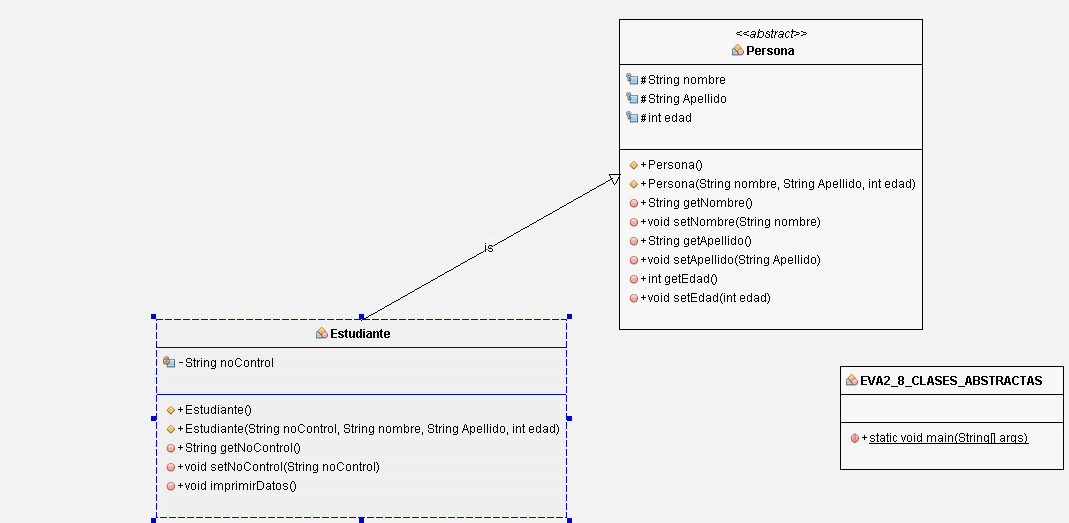 <<abstract>>
Persona
# String nombre
# String Apellido
# int edad
+ Persona()
+ Persona(String nombre, String Apellido, int edad)
+ String getNombre()
+ void setNombre(String nombre)
+ String getApellido()
+ void setApellido(String Apellido)
+ int getEdad()
+ void setEdad(int edad)
is
Estudiante
- String noControl
+ Estudiante()
+ Estudiante(String noControl, String nombre, String Apellido, int edad)
+ String getNoControl()
+ void setNoControl(String noControl)
+ void imprimirDatos()
EVA2_8_CLASES_ABSTRACTAS
+ static void main(String[] args)